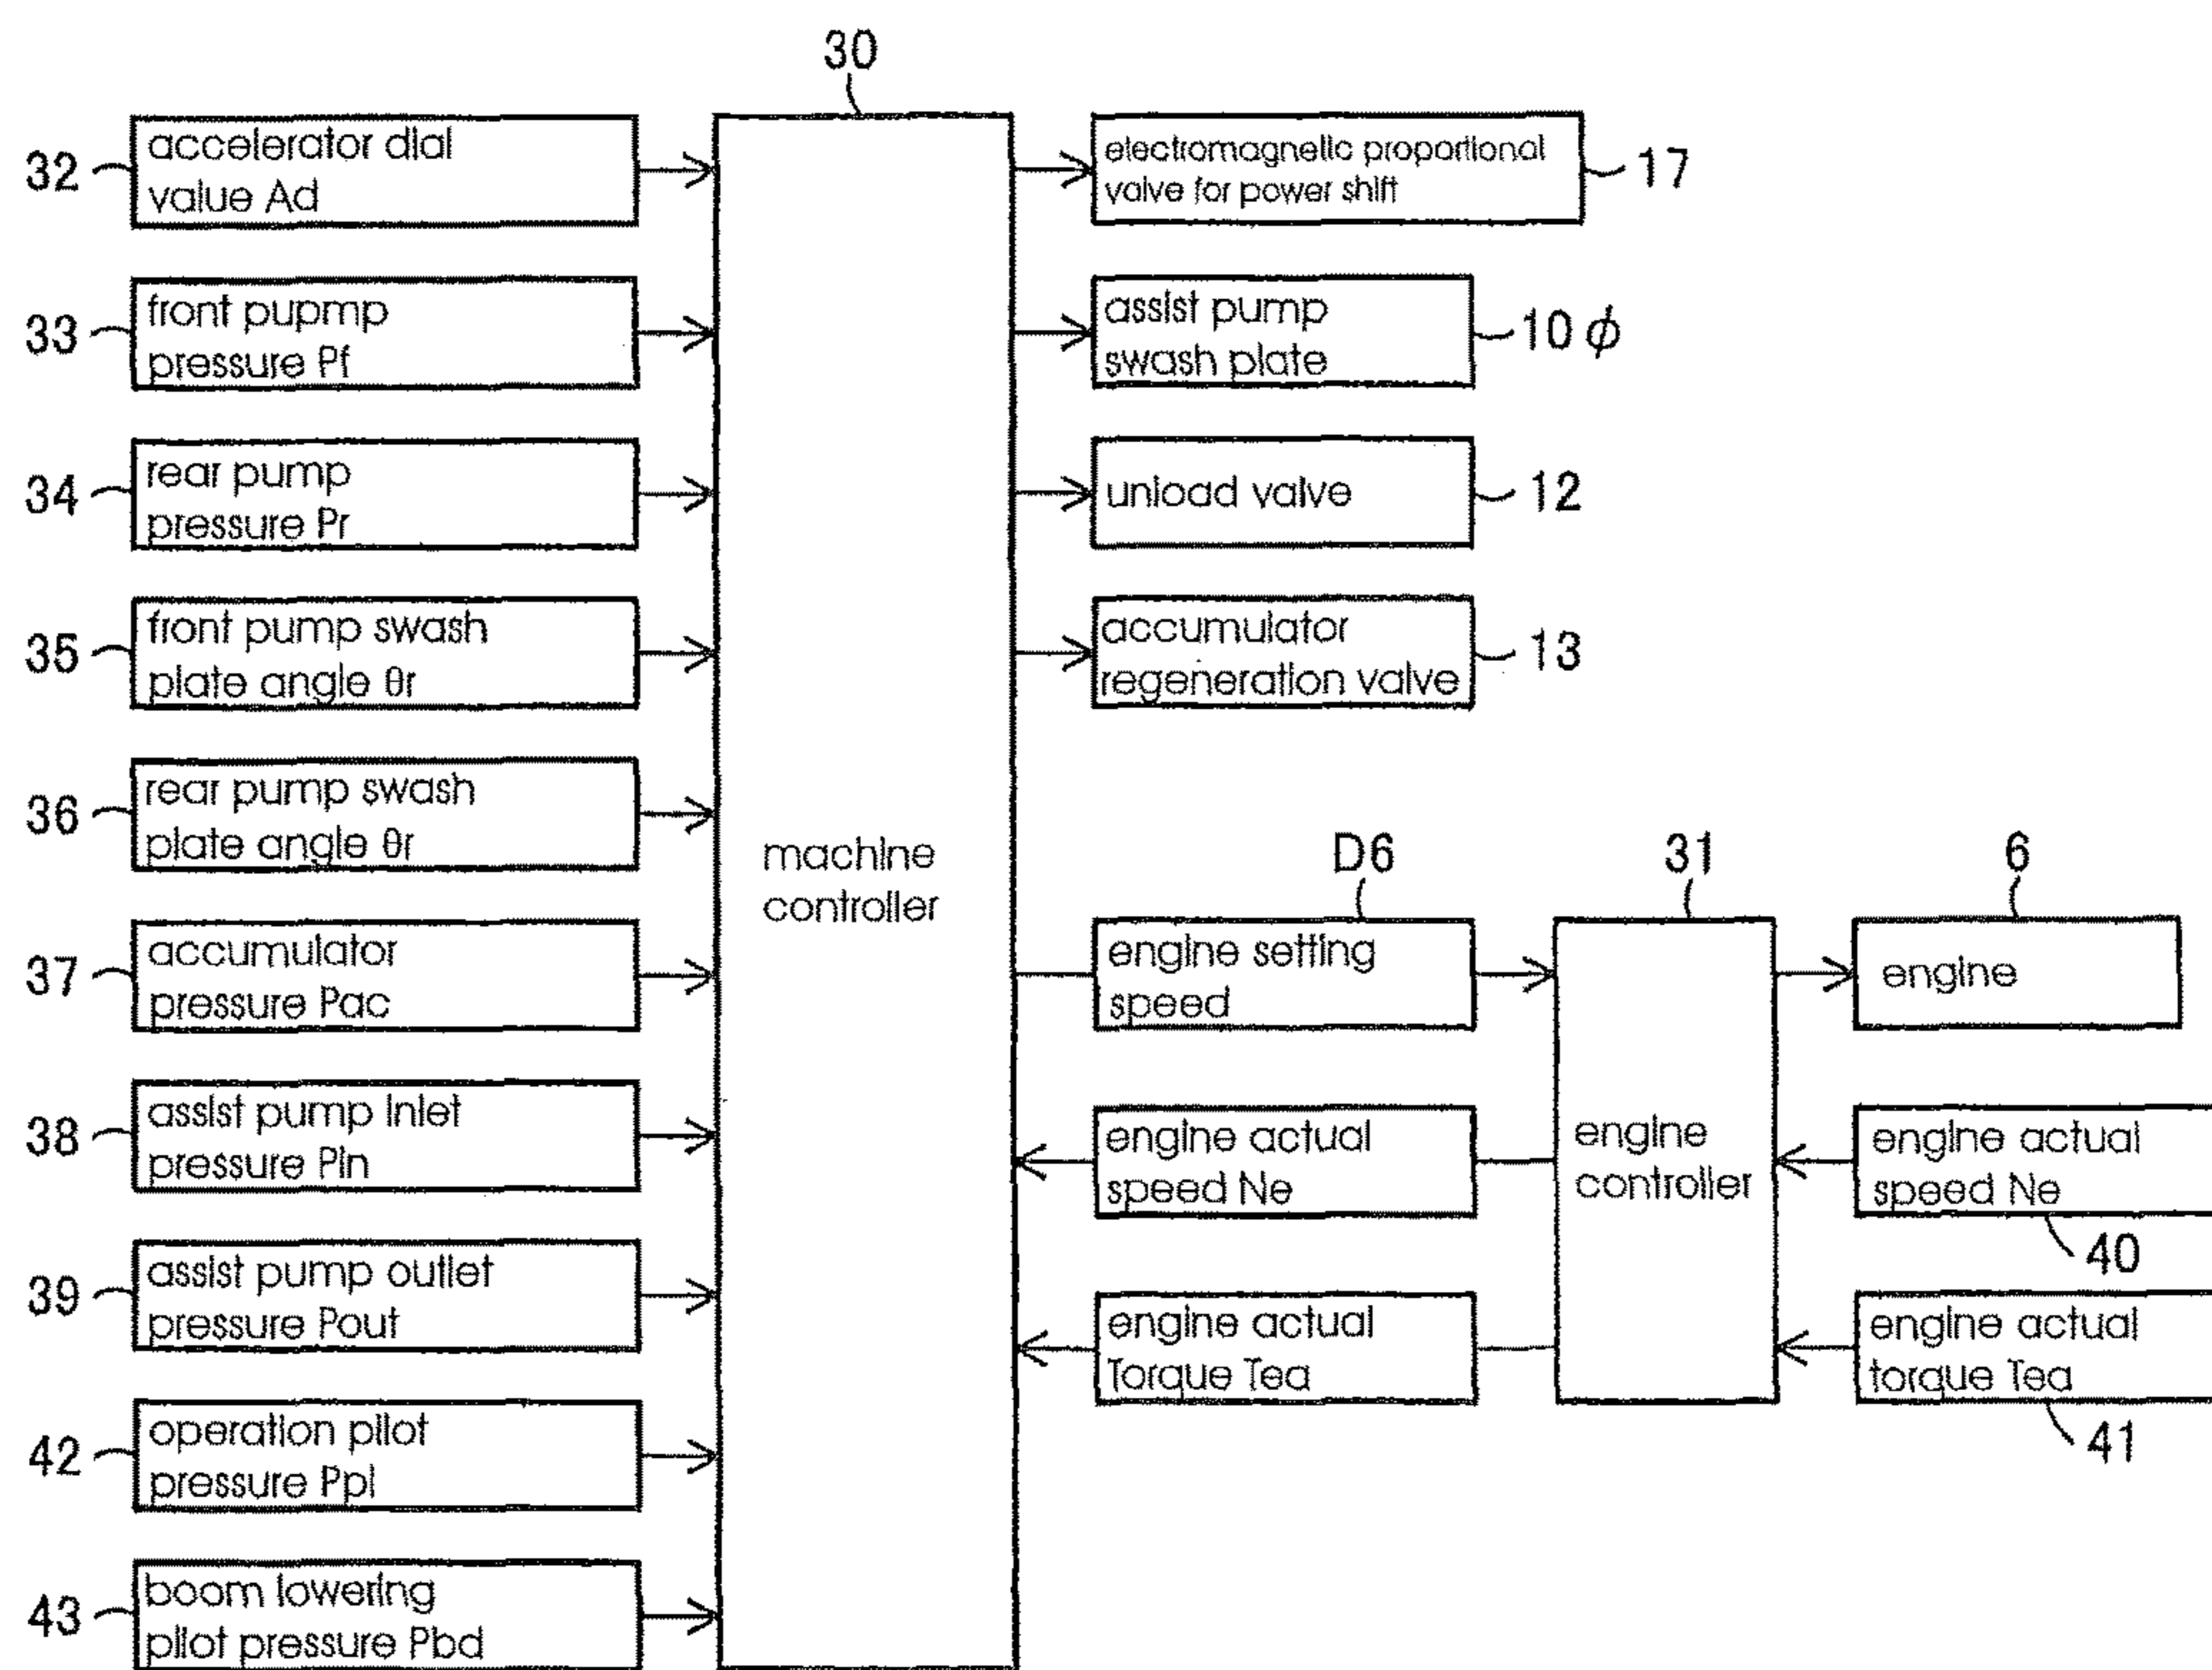 30
32
accelerator dial
value Ad
33
front pupmp
pressure Pf
34
rear pump
pressure Pr
35
front pump swash
plate angle θr
36
rear pump swash
plate angle θr
37
accumulator
pressure Pac
38
assist pump inlet
pressure Pin
39
assist pump outlet
pressure Pout
42
operation pilot
pressure Ppi
43
boom lowering
pilot pressure Pbd
machine
controller
electromagnetic proportional
valve for power shift
17
assist pump
swash plate
10 ϕ
unload valve
12
accumulator
regeneration valve
13
D6
engine setting
speed
engine actual
speed Ne
engine actual
Torque Tea
31
engine
controller
6
engine
engine actual
speed Ne
40
engine actual
torque Tea
41